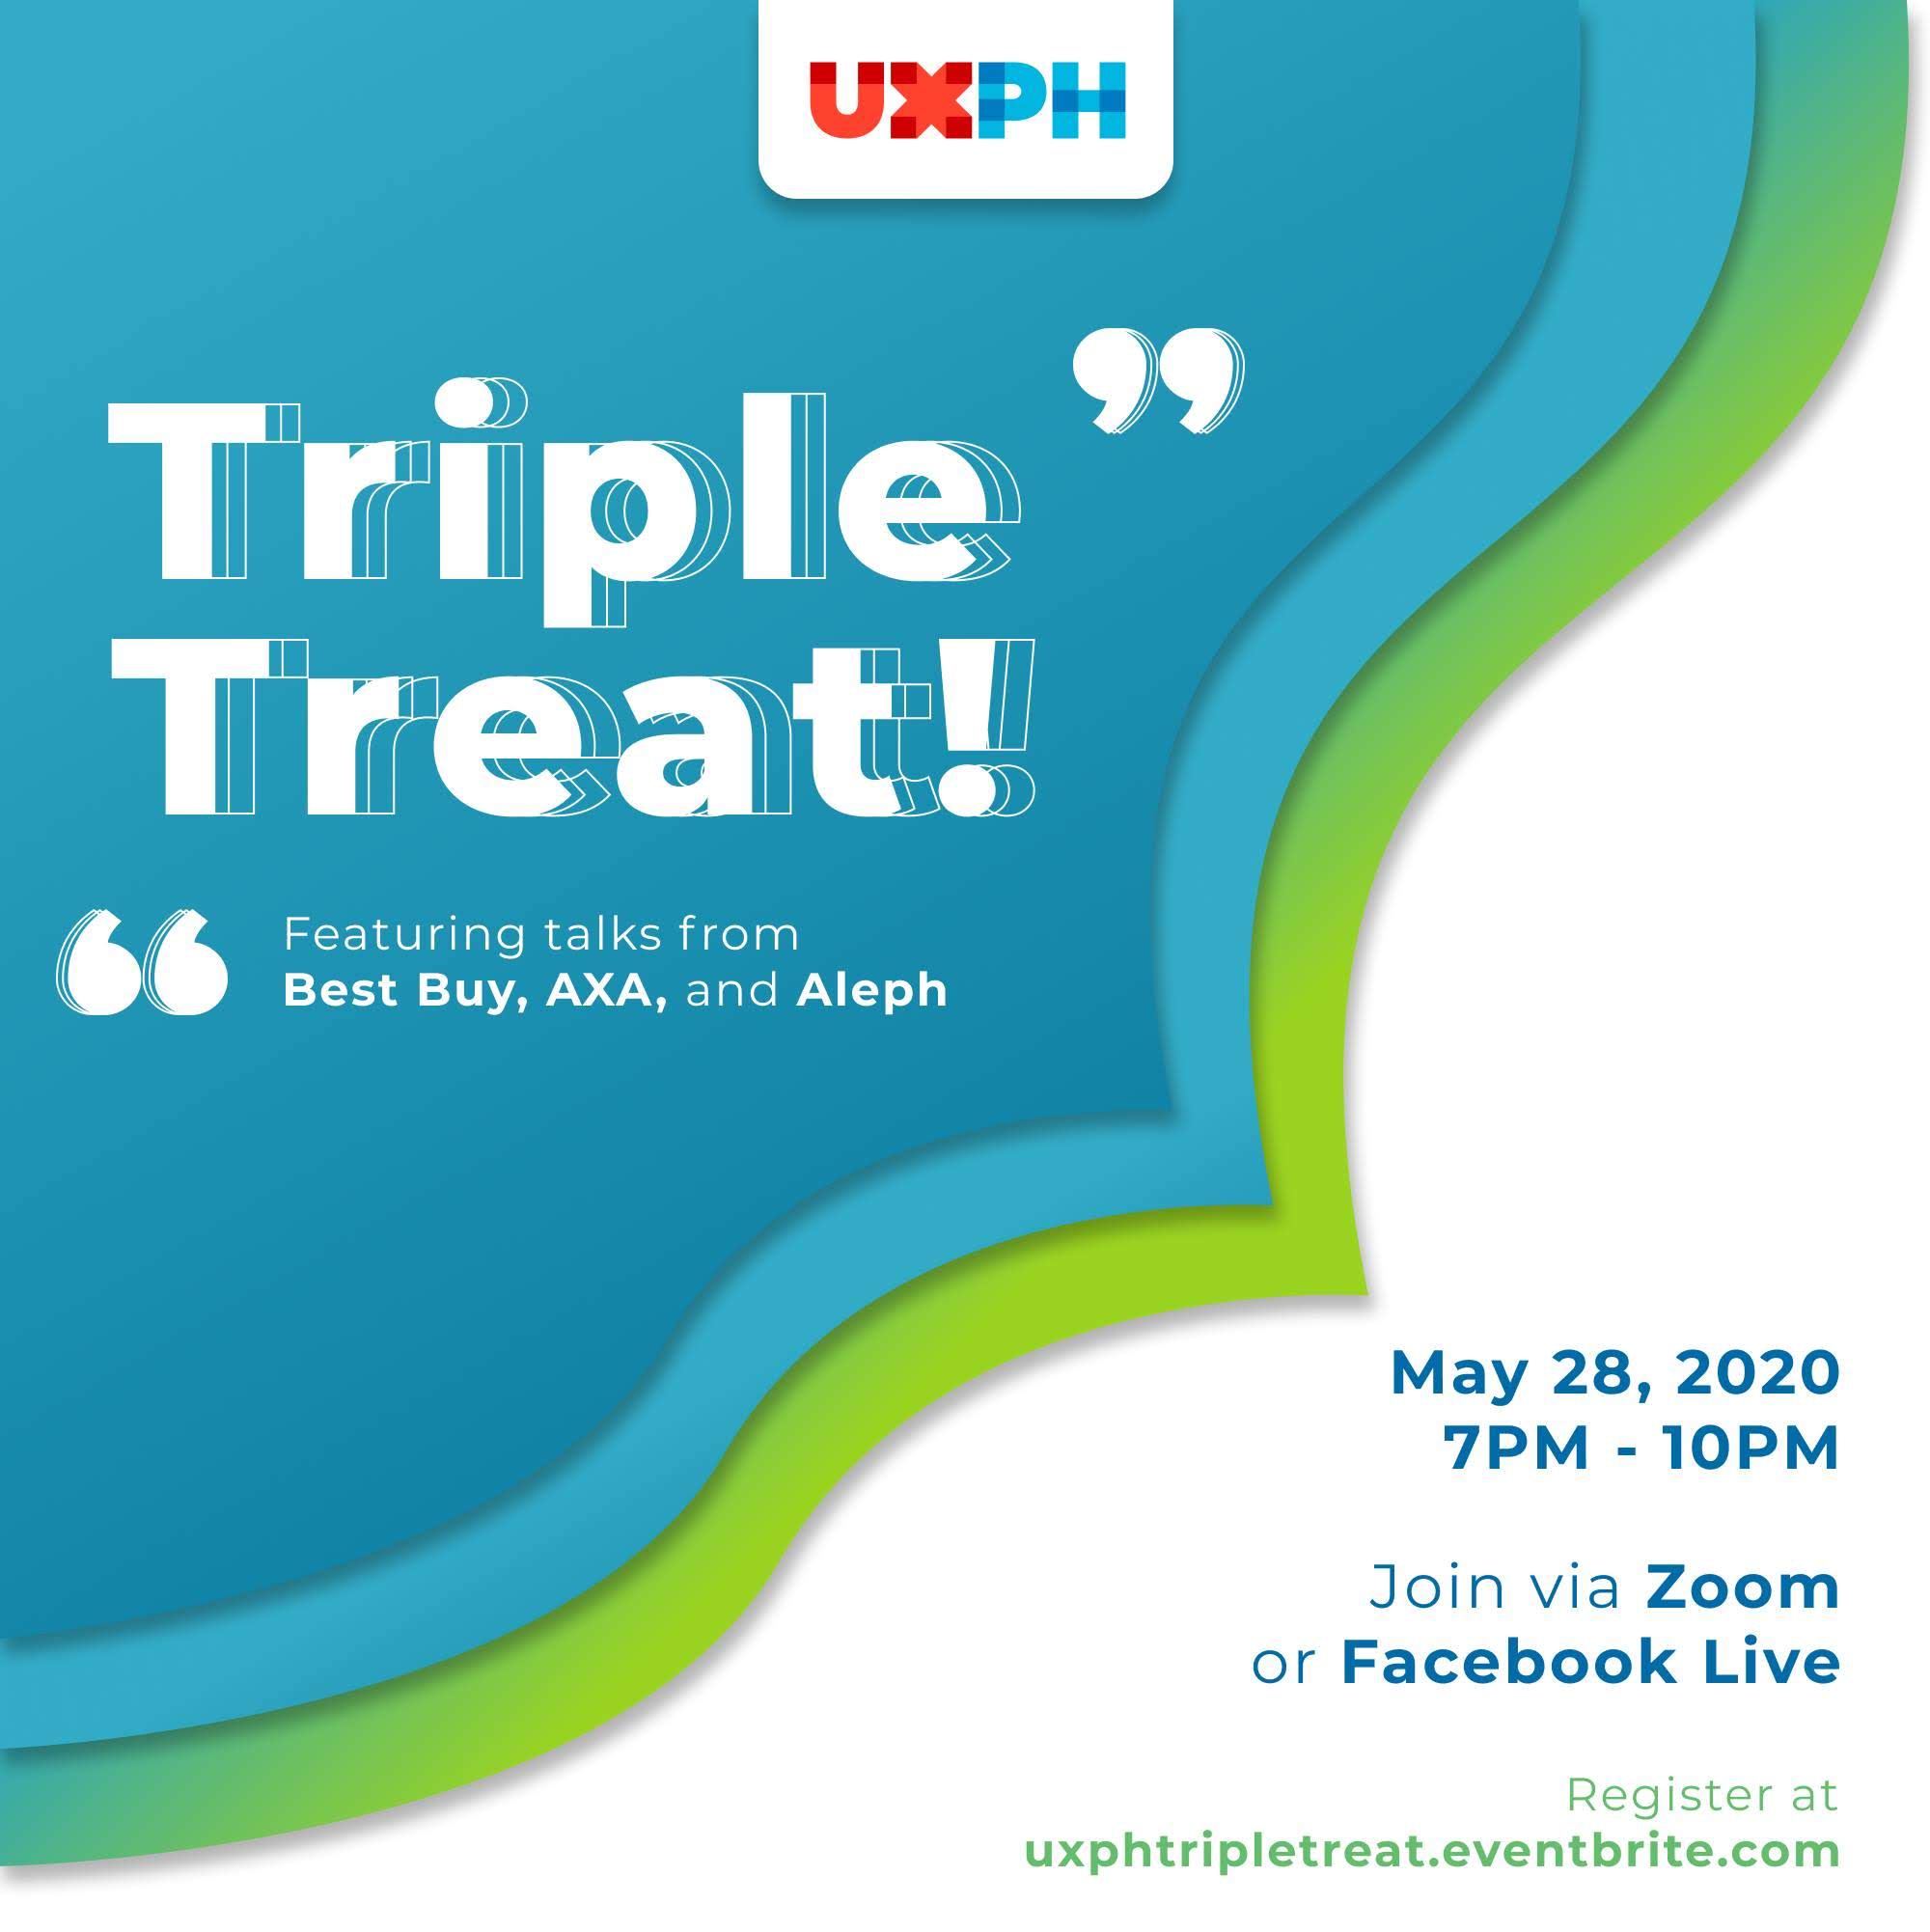 UXPH
Triple ”
Treat!
“ Featuring talks from
Best Buy, AXA, and Aleph
May 28, 2020
7PM - 10PM
Join via Zoom
or Facebook Live
Register at
uxphtripletreat.eventbrite.com